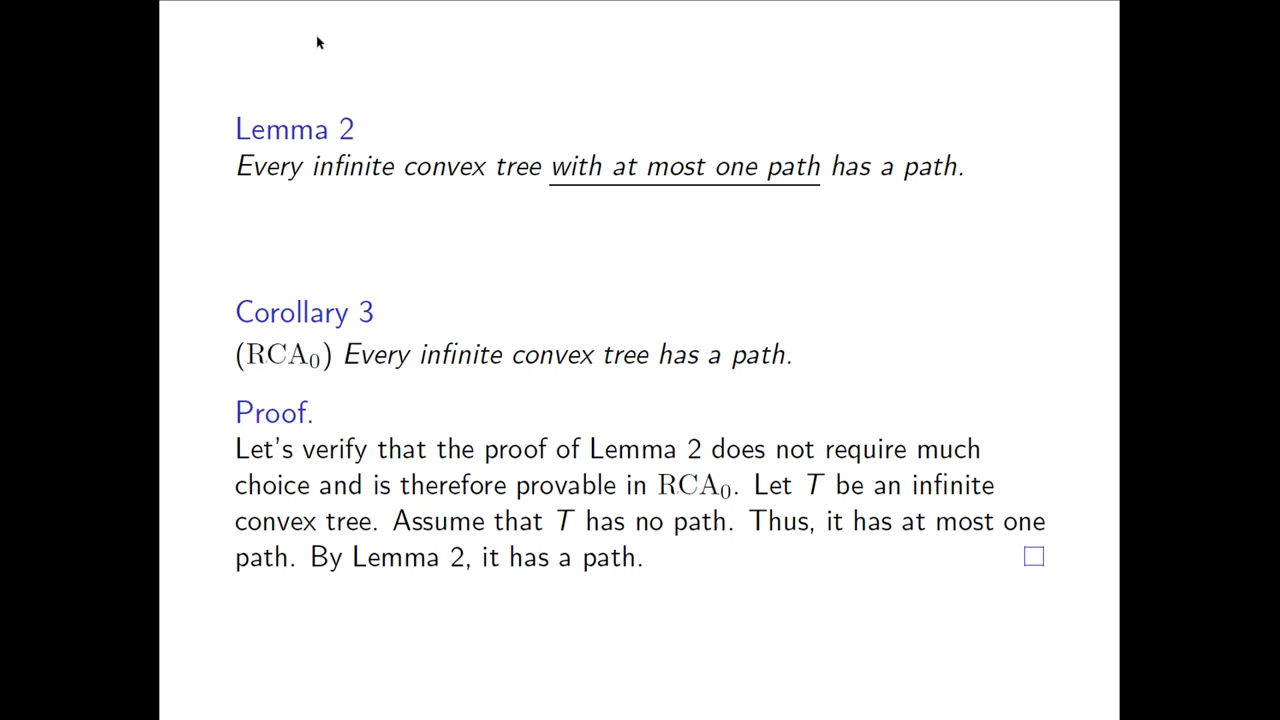 Lemma 2
Every infinite convex tree with at most one path has a path.
Corollary 3
(RCA₀) Every infinite convex tree has a path.
Proof.
Let's verify that the proof of Lemma 2 does not require much
choice and is therefore provable in RCA₀. Let T be an infinite
convex tree. Assume that T has no path. Thus, it has at most one
path. By Lemma 2, it has a path. □